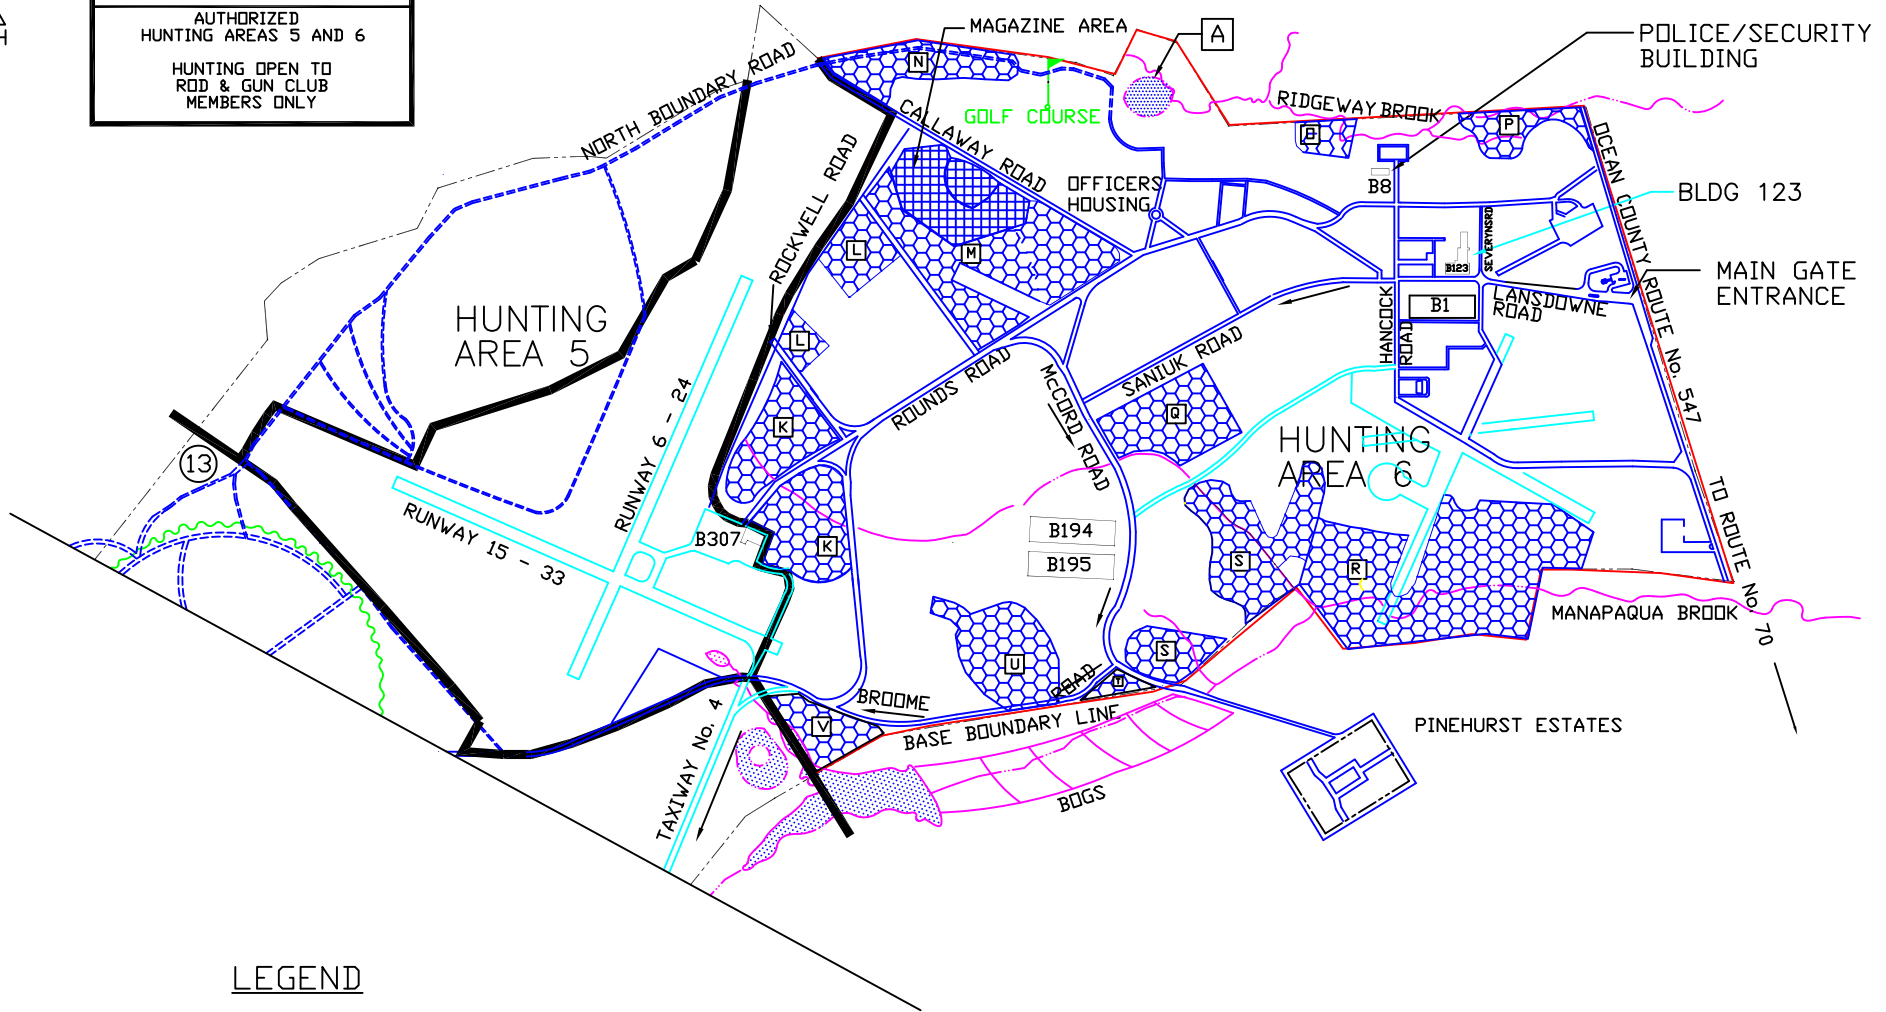 AUTHORIZED
HUNTING AREAS 5 AND 6
HUNTING OPEN TO
ROD & GUN CLUB
MEMBERS ONLY
H
MAGAZINE AREA
A
POLICE/SECURITY
BUILDING
N
NORTH BOUNDARY ROAD
GOLF COURSE
CALLAWAY ROAD
RIDGEWAY BROOK
P
ROCKWELL ROAD
OFFICERS
HOUSING
B8
OCEAN COUNTY ROUTE No. 547
BLDG 123
SEVERYNSRD
B123
L
M
MAIN GATE
ENTRANCE
HUNTING
AREA 5
B1
LANSDOWNE
ROAD
HANCOCK
ROAD
L
ROUNDS ROAD
McCORD ROAD
SANIUK ROAD
RUNWAY 6 - 24
K
Q
HUNTING
AREA 6
13
RUNWAY 15 - 33
B307
K
B194
B195
S
R
TO ROUTE No. 70
MANAPAQUA BROOK
U
S
ROAD
T
BROOME
V
BASE BOUNDARY LINE
PINEHURST ESTATES
TAXIWAY No. 4
BOGS
LEGEND